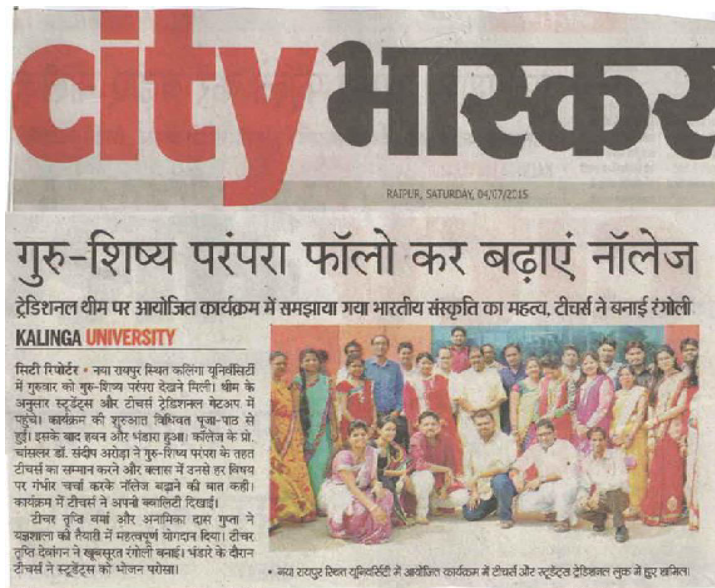 city भास्कर
RAIPUR, SATURDAY, 04/07/2015
गुरु-शिष्य परंपरा फॉलो कर बढ़ाएं नॉलेज
ट्रेडिशनल थीम पर आयोजित कार्यक्रम में समझाया गया भारतीय संस्कृति का महत्व, टीचर्स ने बनाई रंगोली
KALINGA UNIVERSITY
सिटी रिपोर्टर • नया रायपुर स्थित कलिंगा यूनिवर्सिटी
में गुरुवार को गुरु-शिष्य परंपरा देखने मिली। थीम के
अनुसार स्टूडेंट्स और टीचर्स ट्रेडिशनल गेटअप में
पहुंचे। कार्यक्रम की शुरुआत विधिवत पूजा-पाठ से
हुई। इसके बाद हवन और भंडारा हुआ। कॉलेज के प्रो.
चांसलर डॉ. संदीप अरोड़ा ने गुरु-शिष्य परंपरा के तहत
टीचर्स का सम्मान करने और क्लास में उनसे हर विषय
पर गंभीर चर्चा करके नॉलेज बढ़ाने की बात कही।
कार्यक्रम में टीचर्स ने अपनी क्वालिटी दिखाई।
टीचर तृप्ति वर्मा और अनामिका दास गुप्ता ने
यज्ञशाला की तैयारी में महत्वपूर्ण योगदान दिया। टीचर
तृप्ति देवांगन ने खूबसूरत रंगोली बनाई। भंडारे के दौरान
टीचर्स ने स्टूडेंट्स को भोजन परोसा।
• नया रायपुर स्थित यूनिवर्सिटी में आयोजित कार्यक्रम में टीचर्स और स्टूडेंट्स ट्रेडिशनल लुक में हुए शामिल।